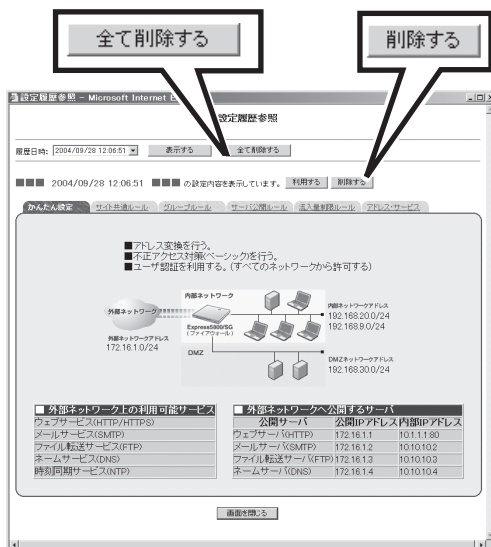 全て削除する
削除する
設定履歴参照 - Microsoft Internet E
設定履歴参照
履歴日時: 2004/09/28 12:06:51 表示する 全て削除する
■■■ 2004/09/28 12:06:51 ■■■ の設定内容を表示しています。 利用する 削除する
かんたん設定 サイト共通ルール グループルール サーバ公開ルール 流入量制限ルール アドレス・サービス
■アドレス変換を行う。
■不正アクセス対策(ベーシック)を行う。
■ユーザ認証を利用する。(すべてのネットワークから許可する)
内部ネットワーク
外部ネットワーク
Express5800/SG
(ファイアウォール)
内部ネットワークアドレス
192.168.20.0/24
192.168.9.0/24
外部ネットワークアドレス
172.16.1.0/24
DMZ
DMZネットワークアドレス
192.168.30.0/24
■ 外部ネットワーク上の利用可能サービス
ウェブサービス(HTTP/HTTPS)
メールサービス(SMTP)
ファイル転送サービス(FTP)
ネームサービス(DNS)
時刻同期サービス(NTP)
■ 外部ネットワークへ公開するサーバ
公開サーバ 公開IPアドレス 内部IPアドレス
ウェブサーバ(HTTP) 172.16.1.1 10.1.1.80
メールサーバ(SMTP) 172.16.1.2 10.10.10.2
ファイル転送サーバ(FTP) 172.16.1.3 10.10.10.3
ネームサーバ(DNS) 172.16.1.4 10.10.10.4
画面を閉じる